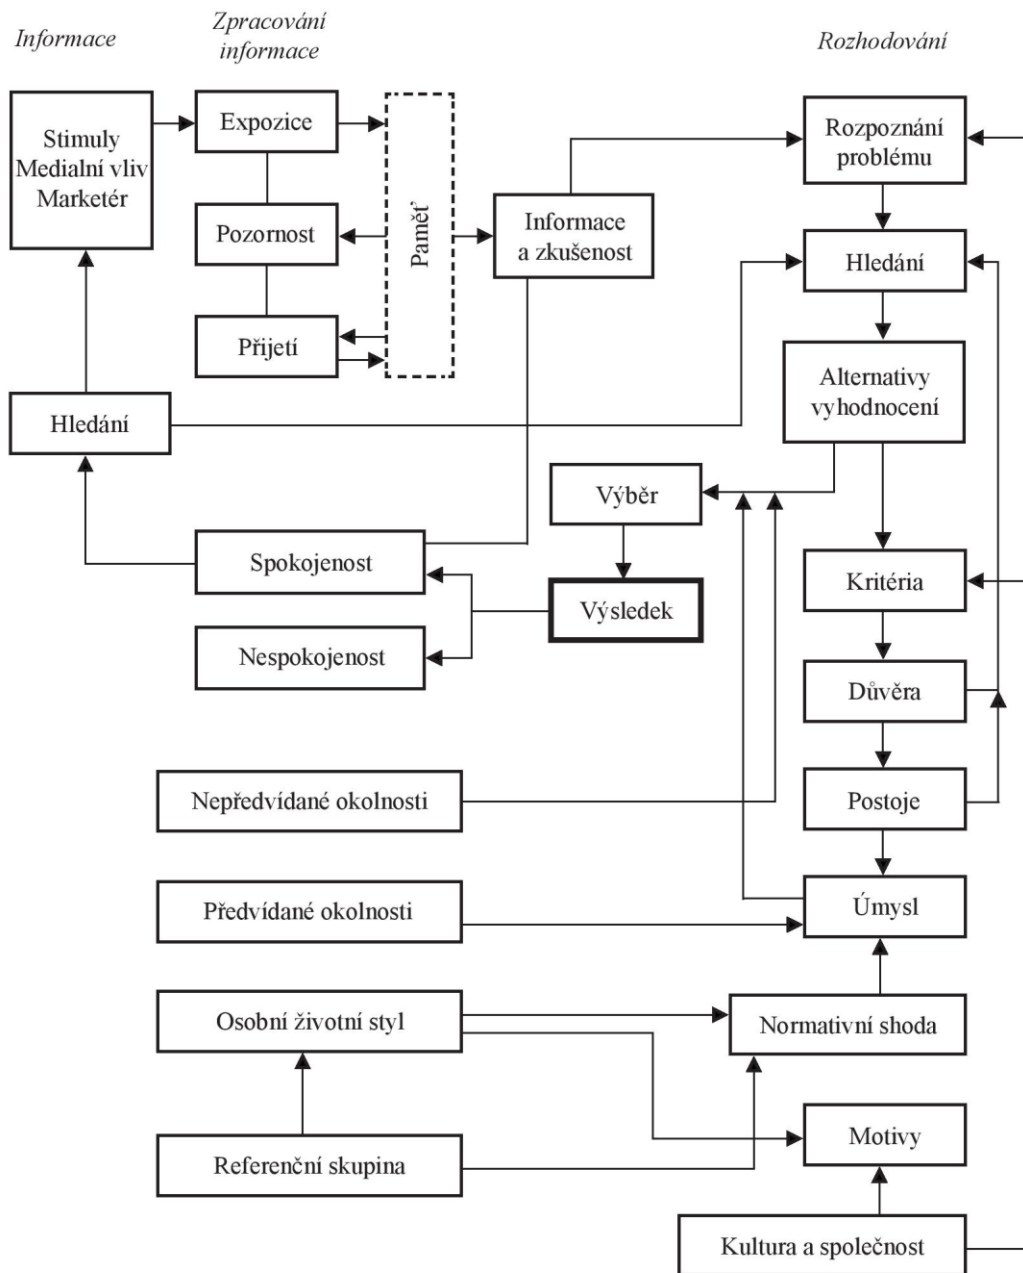 Informace
Zpracování
informace
Rozhodování
Stimuly
Medialní vliv
Marketér
Expozice
Pozornost
Přijetí
Paměť
Informace
a zkušenost
Rozpoznání
problému
Hledání
Alternativy
vyhodnocení
Hledání
Výběr
Spokojenost
Výsledek
Kritéria
Nespokojenost
Důvěra
Nepředvídané okolnosti
Postoje
Předvídané okolnosti
Úmysl
Osobní životní styl
Normativní shoda
Motivy
Referenční skupina
Kultura a společnost